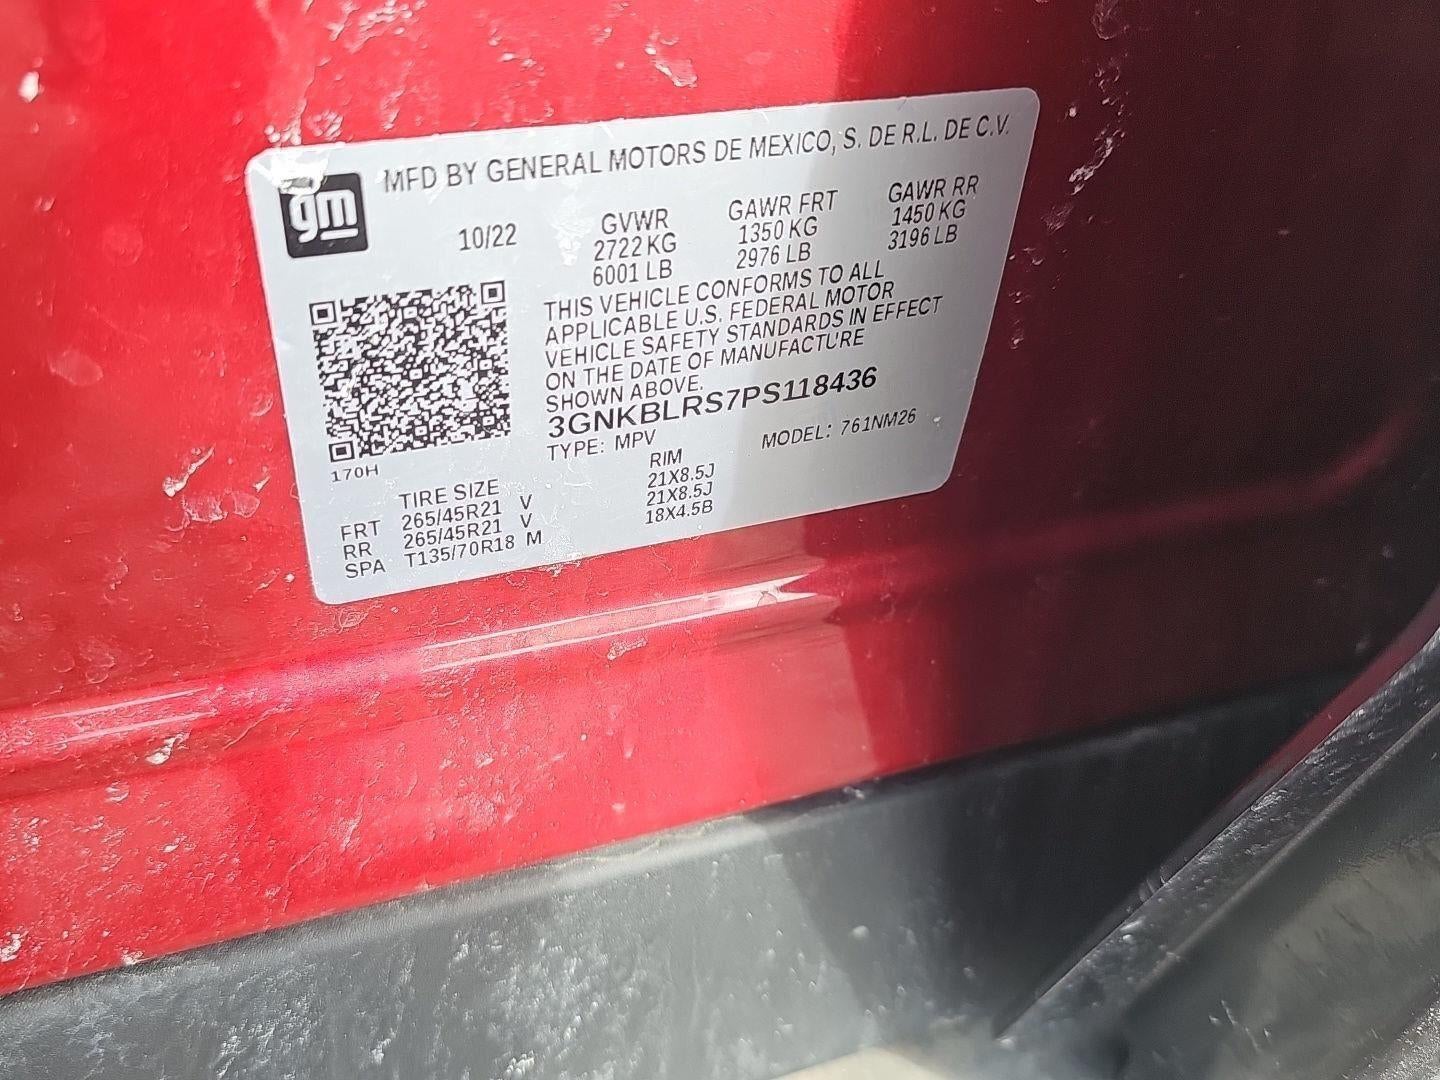 MFD BY GENERAL MOTORS DE MEXICO, S. DE R.L. DE C.V.
gm
10/22
GVWR
2722 KG
6001 LB
GAWR FRT
1350 KG
2976 LB
GAWR RR
1450 KG
3196 LB
THIS VEHICLE CONFORMS TO ALL
APPLICABLE U.S. FEDERAL MOTOR
VEHICLE SAFETY STANDARDS IN EFFECT
ON THE DATE OF MANUFACTURE
SHOWN ABOVE.
3GNKBLRS7PS118436
TYPE: MPV
MODEL: 761NM26
170H
TIRE SIZE RIM
FRT 265/45R21 V 21X8.5J
RR 265/45R21 V 21X8.5J
SPA T135/70R18 M 18X4.5B